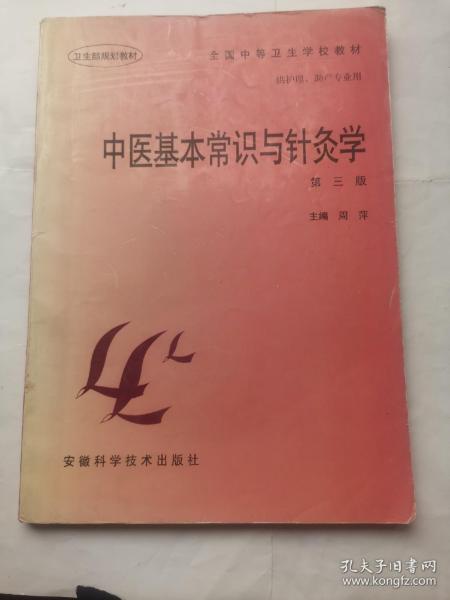 卫生部规划教材
全国中等卫生学校教材
供护理、助产专业用
中医基本常识与针灸学
第三版
主编 周萍
安徽科学技术出版社
孔夫子旧书网
www.kongfz.com